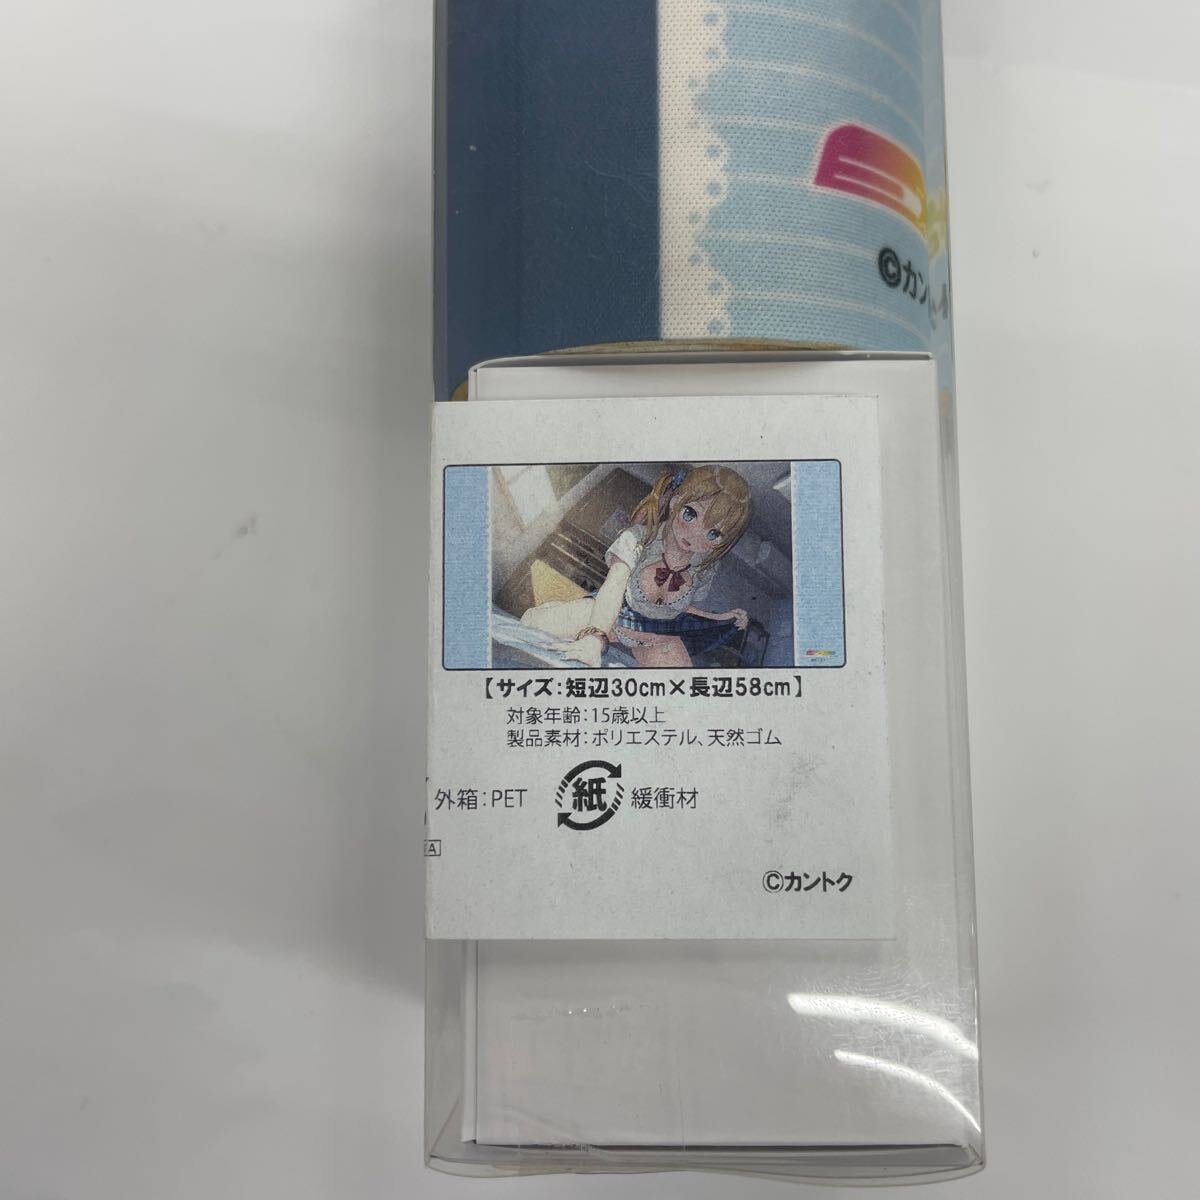 ©カン
【サイズ:短辺30cm×長辺58cm】
対象年齢:15歳以上
製品素材:ポリエステル、天然ゴム
外箱:PET 紙 緩衝材
A
©カントク